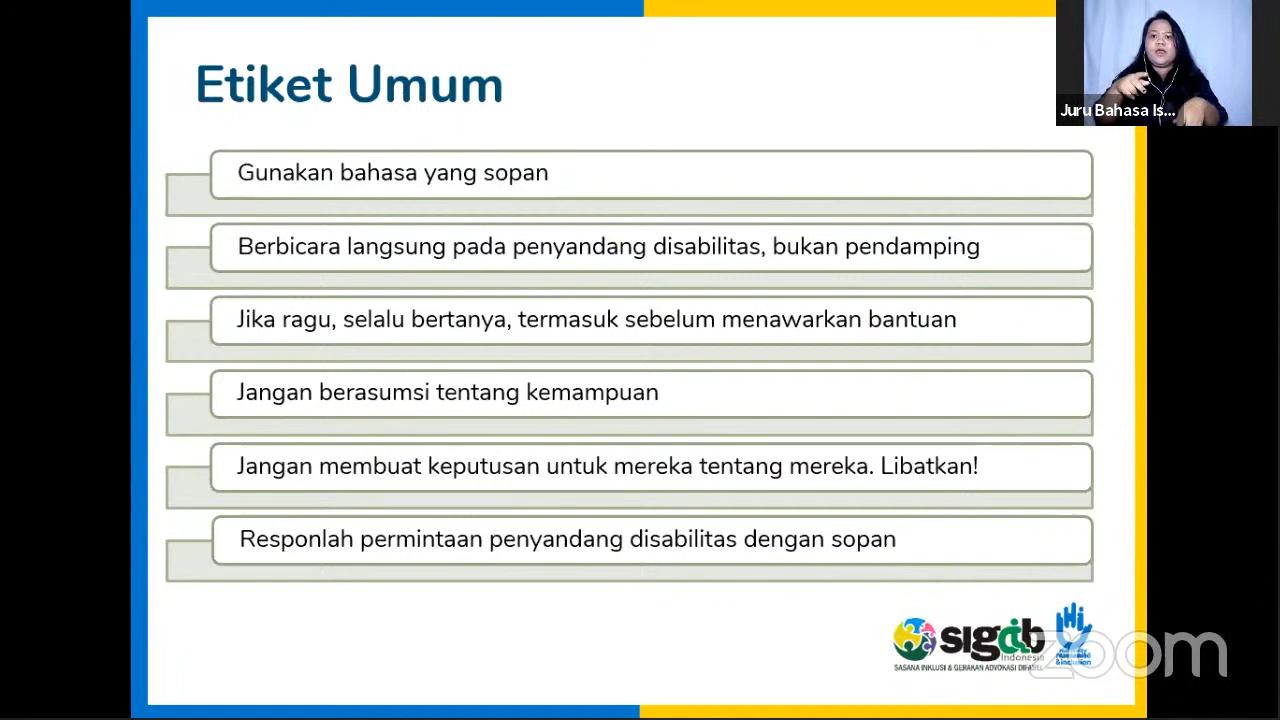 Etiket Umum
Juru Bahasa Is...
Gunakan bahasa yang sopan
Berbicara langsung pada penyandang disabilitas, bukan pendamping
Jika ragu, selalu bertanya, termasuk sebelum menawarkan bantuan
Jangan berasumsi tentang kemampuan
Jangan membuat keputusan untuk mereka tentang mereka. Libatkan!
Responlah permintaan penyandang disabilitas dengan sopan
sigab
Indonesia
SASANA INKLUSI & GERAKAN ADVOKASI DIFABEL
& inclusion
zoom